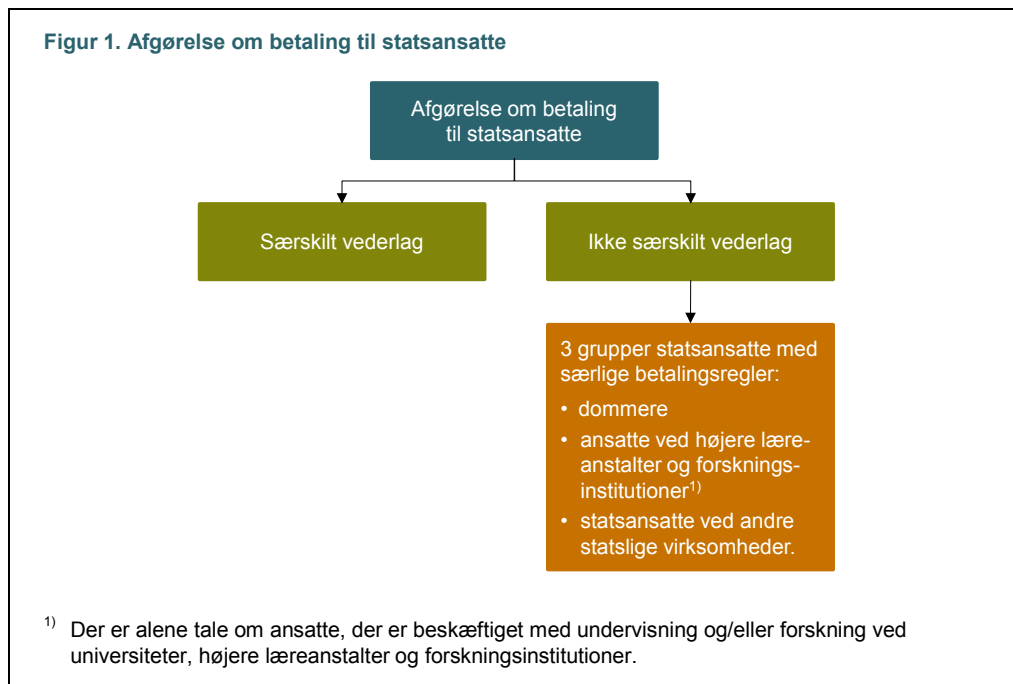 Figur 1. Afgørelse om betaling til statsansatte
Afgørelse om betaling
til statsansatte
Særskilt vederlag
Ikke særskilt vederlag
3 grupper statsansatte med
særlige betalingsregler:
• dommere
• ansatte ved højere lære-
anstalter og forsknings-
institutioner1)
• statsansatte ved andre
statslige virksomheder.
1) Der er alene tale om ansatte, der er beskæftiget med undervisning og/eller forskning ved
universiteter, højere læreanstalter og forskningsinstitutioner.